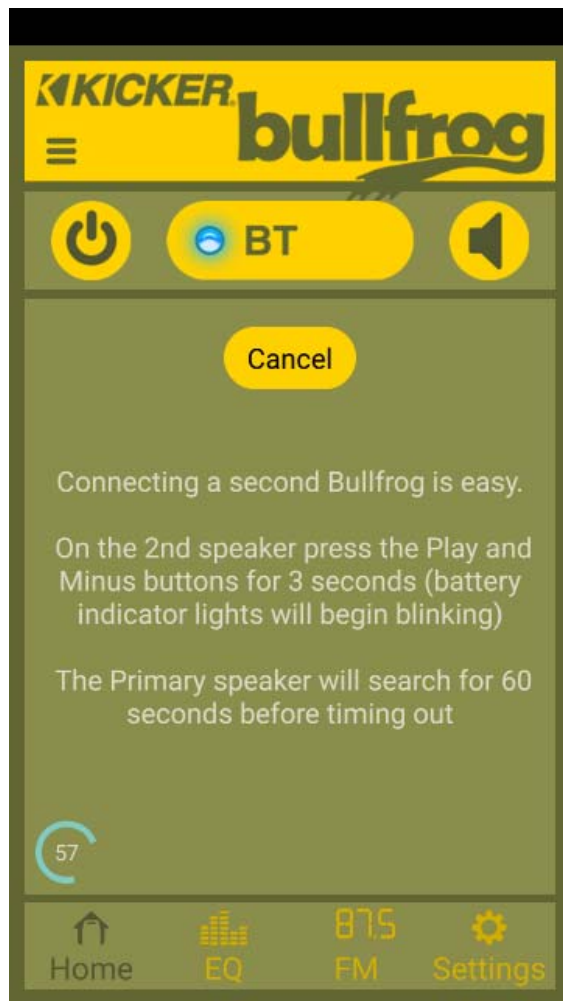 KICKER
bullfrog
BT
Cancel
Connecting a second Bullfrog is easy.
On the 2nd speaker press the Play and
Minus buttons for 3 seconds (battery
indicator lights will begin blinking)
The Primary speaker will search for 60
seconds before timing out
57
87.5
Home EQ FM Settings